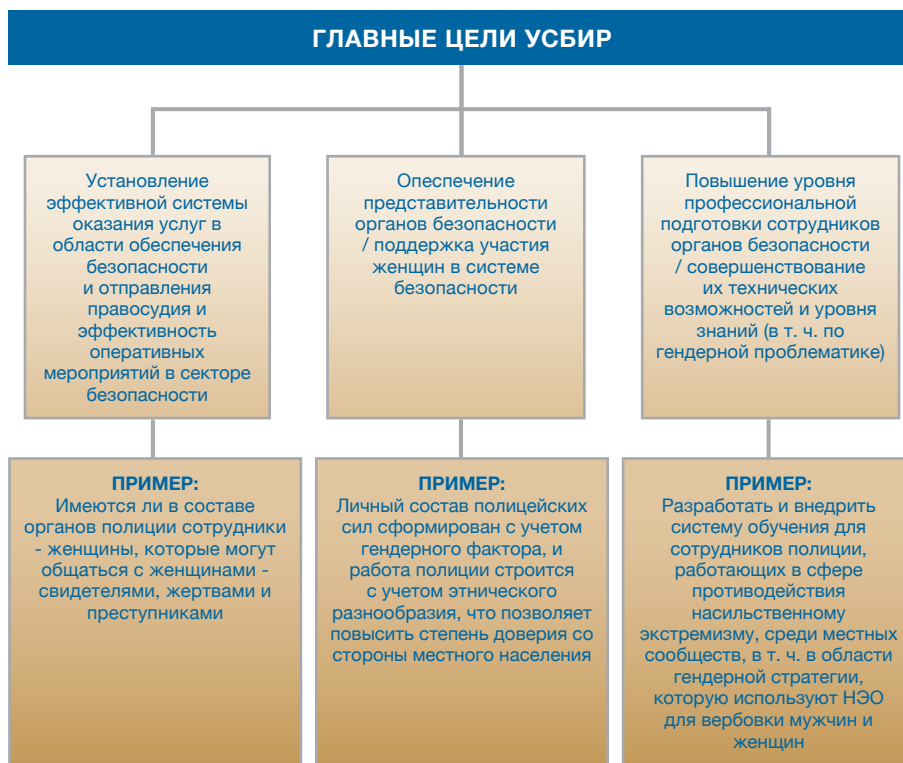 ГЛАВНЫЕ ЦЕЛИ УСБИР
Установление
эффективной системы
оказания услуг в
области обеспечения
безопасности
и отправления
правосудия и
эффективность
оперативных
мероприятий в секторе
безопасности
Опеспечение
представительности
органов безопасности
/ поддержка участия
женщин в системе
безопасности
Повышение уровня
профессиональной
подготовки сотрудников
органов безопасности
/ совершенствование
их технических
возможностей и уровня
знаний (в т. ч. по
гендерной проблематике)
ПРИМЕР:
Имеются ли в составе
органов полиции сотрудники
- женщины, которые могут
общаться с женщинами -
свидетелями, жертвами и
преступниками
ПРИМЕР:
Личный состав полицейских
сил сформирован с учетом
гендерного фактора, и
работа полиции строится
с учетом этнического
разнообразия, что позволяет
повысить степень доверия со
стороны местного населения
ПРИМЕР:
Разработать и внедрить
систему обучения для
сотрудников полиции,
работающих в сфере
противодействия
насильственному
экстремизму, среди местных
сообществ, в т. ч. в области
гендерной стратегии,
которую используют НЭО
для вербовки мужчин и
женщин